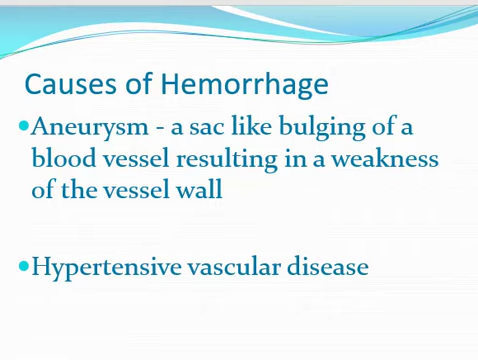 Causes of Hemorrhage
•Aneurysm - a sac like bulging of a
blood vessel resulting in a weakness
of the vessel wall
•Hypertensive vascular disease